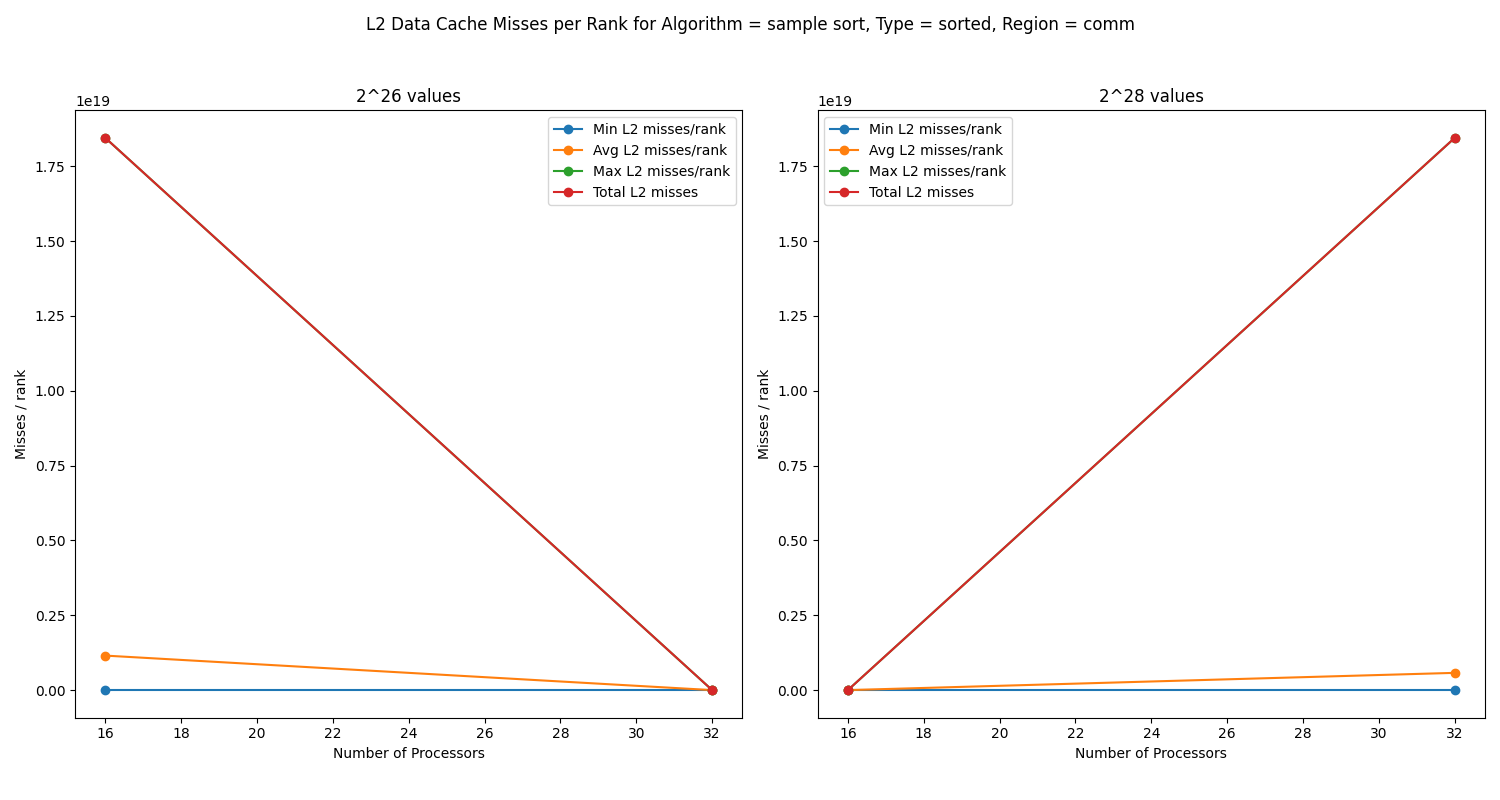 L2 Data Cache Misses per Rank for Algorithm = sample sort, Type = sorted, Region = comm
2^26 values
1e19
Min L2 misses/rank
Avg L2 misses/rank
Max L2 misses/rank
Total L2 misses
1.75
1.50
1.25
1.00
0.75
0.50
0.25
0.00
Misses / rank
16 18 20 22 24 26 28 30 32
Number of Processors
2^28 values
1e19
Min L2 misses/rank
Avg L2 misses/rank
Max L2 misses/rank
Total L2 misses
1.75
1.50
1.25
1.00
0.75
0.50
0.25
0.00
Misses / rank
16 18 20 22 24 26 28 30 32
Number of Processors